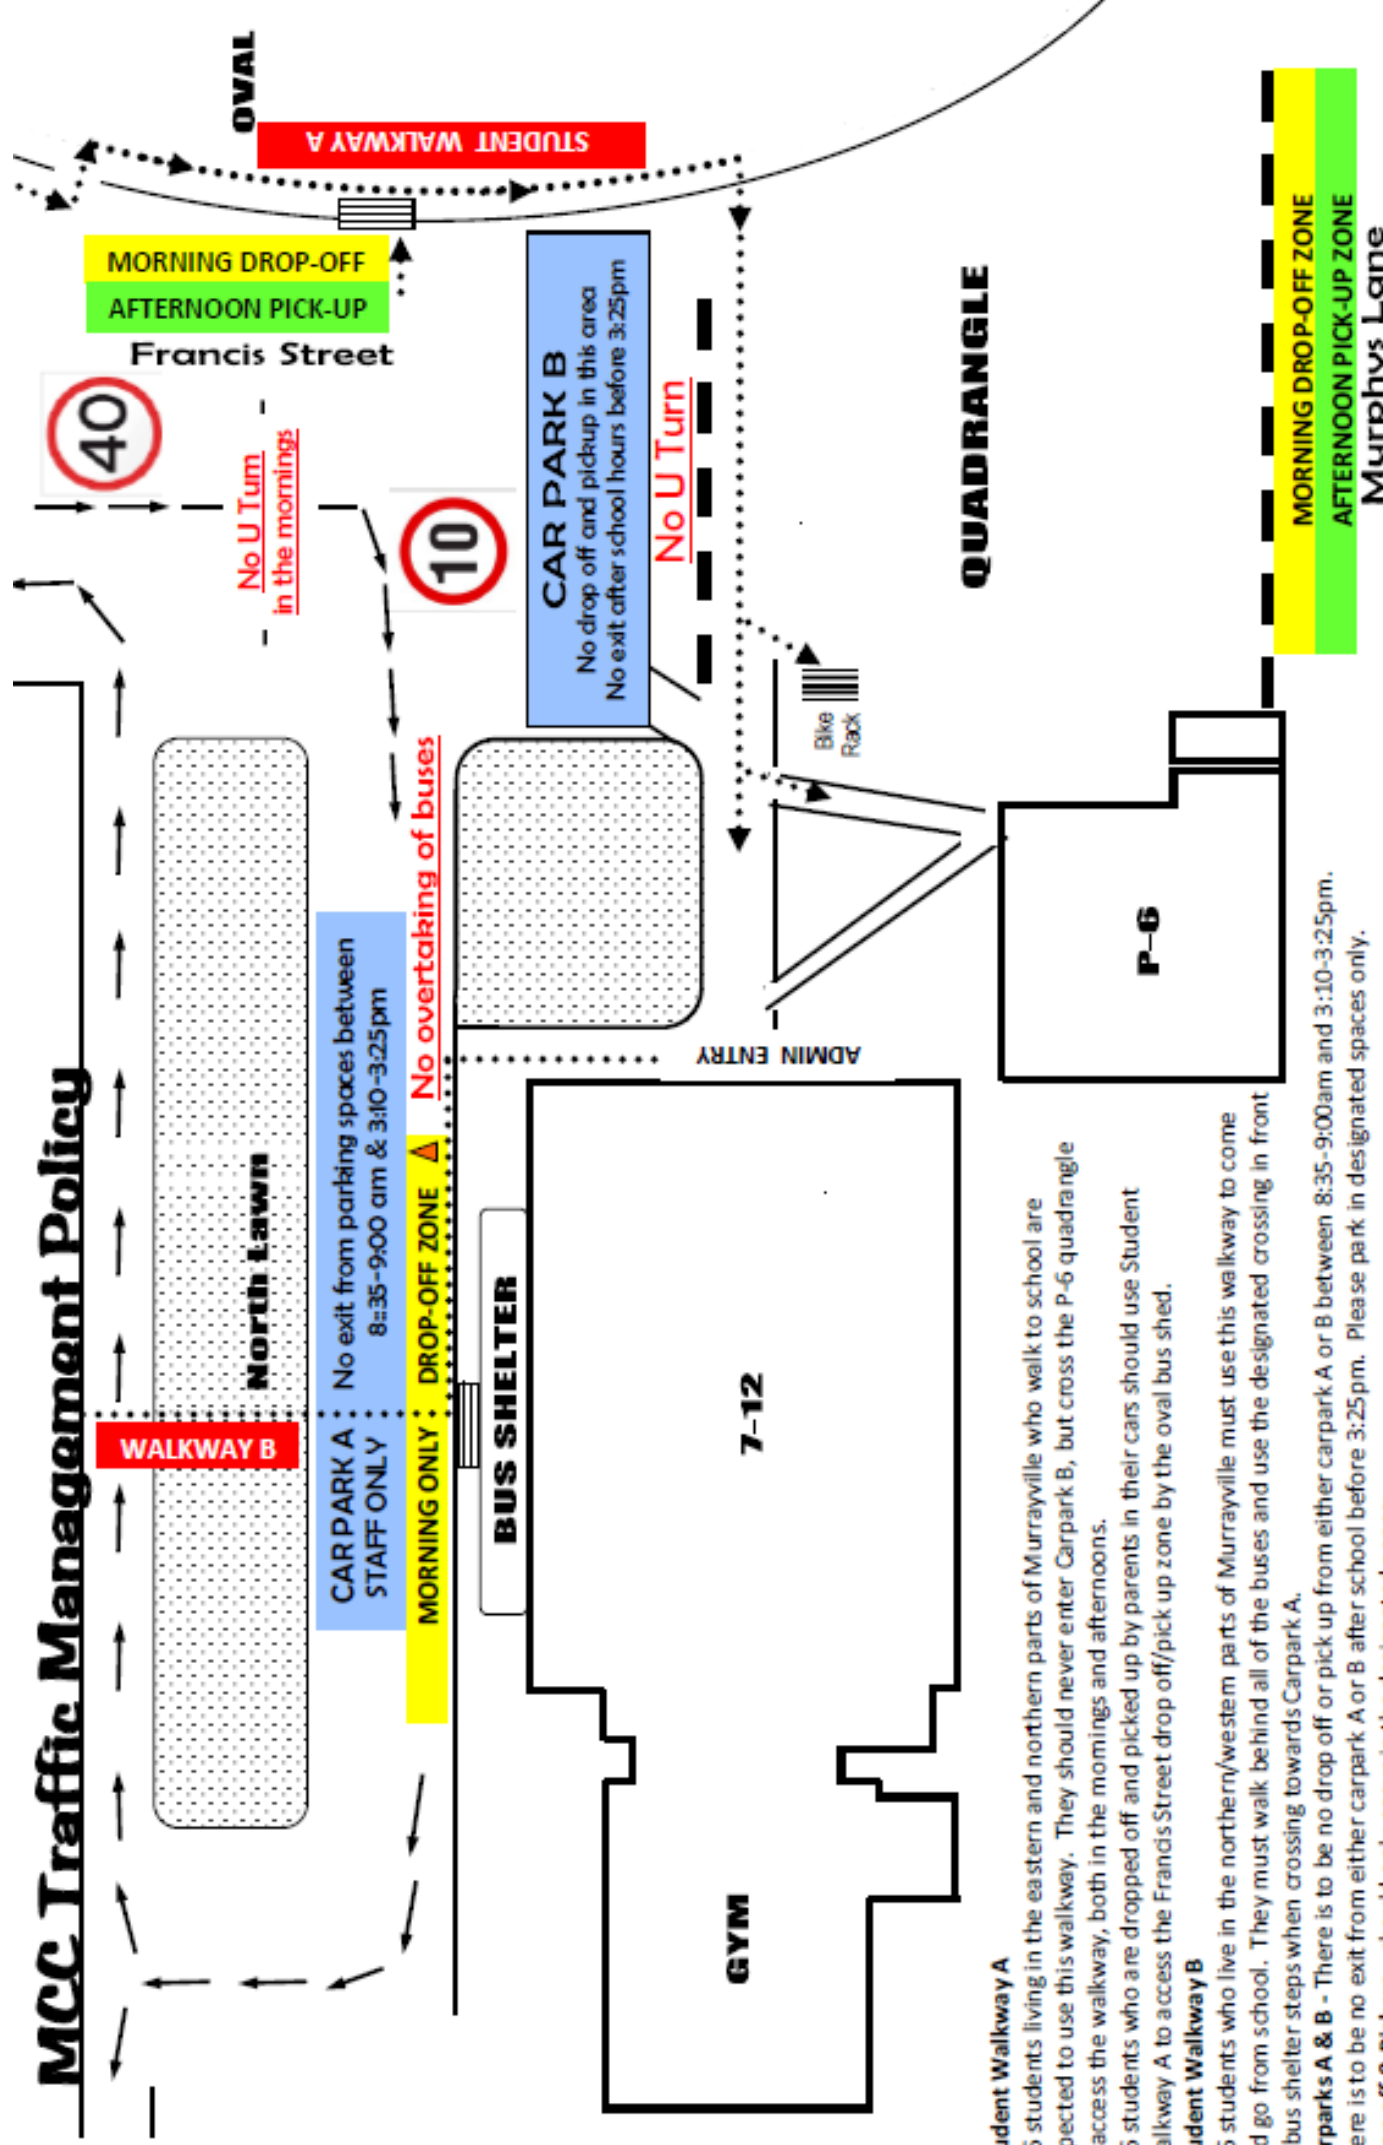 MCC Traffic Management Policy
OVAL
STUDENT WALKWAY A
MORNING DROP-OFF
AFTERNOON PICK-UP
Francis Street
40
No U Turn
in the mornings
10
CAR PARK B
No drop off and pickup in this area
No exit after school hours before 3:25pm
No U Turn
QUADRANGLE
MORNING DROP-OFF ZONE
AFTERNOON PICK-UP ZONE
Murphys Lane
Bike
Rack
No overtaking of buses
North Lawn
WALKWAY B
CAR PARK A
STAFF ONLY
No exit from parking spaces between
8:35-9:00 am & 3:10-3:25pm
MORNING ONLY
DROP-OFF ZONE
BUS SHELTER
ADMIN ENTRY
7-12
GYM
P-6
udent Walkway A
students living in the eastern and northern parts of Murrayville who walk to school are
pected to use this walkway. They should never enter Carpark B, but cross the P-6 quadrangle
access the walkway, both in the mornings and afternoons.
students who are dropped off and picked up by parents in their cars should use Student
alkway A to access the Francis Street drop off/pick up zone by the oval bus shed.
udent Walkway B
students who live in the northern/western parts of Murrayville must use this walkway to come
d go from school. They must walk behind all of the buses and use the designated crossing in front
bus shelter steps when crossing towards Carpark A.
rparks A & B - There is to be no drop off or pick up from either carpark A or B between 8:35-9:00am and 3:10-3:25pm.
ere is to be no exit from either carpark A or B after school before 3:25pm. Please park in designated spaces only.